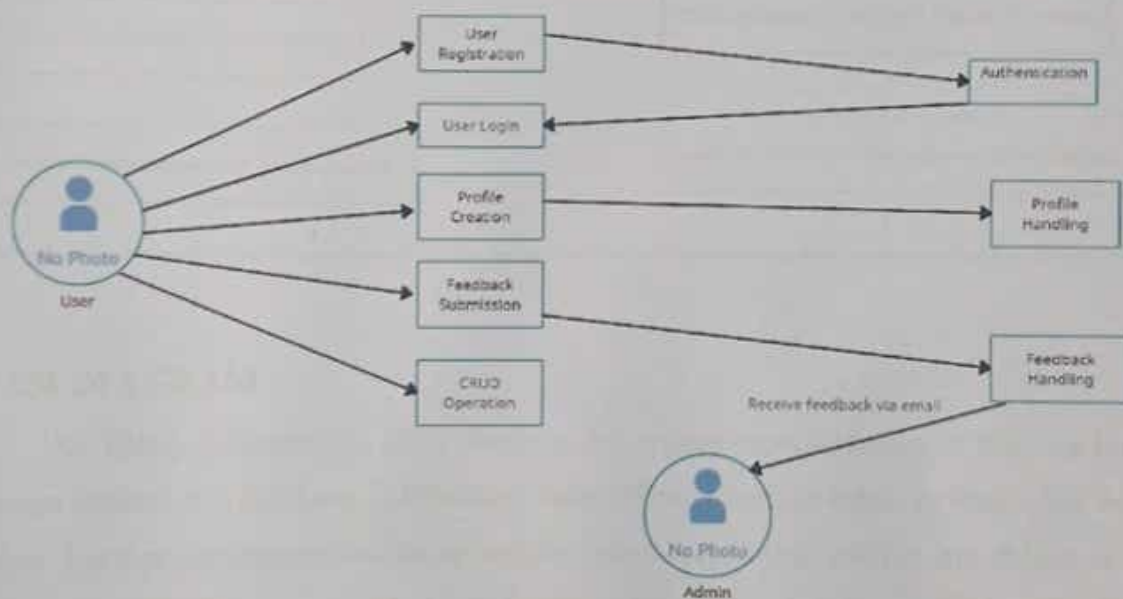 User
Registration
Authentication
User Login
Profile
Creation
Profile
Handling
No Photo
User
Feedback
Submission
Feedback
Handling
CRUD
Operation
Receive feedback via email
No Photo
Admin